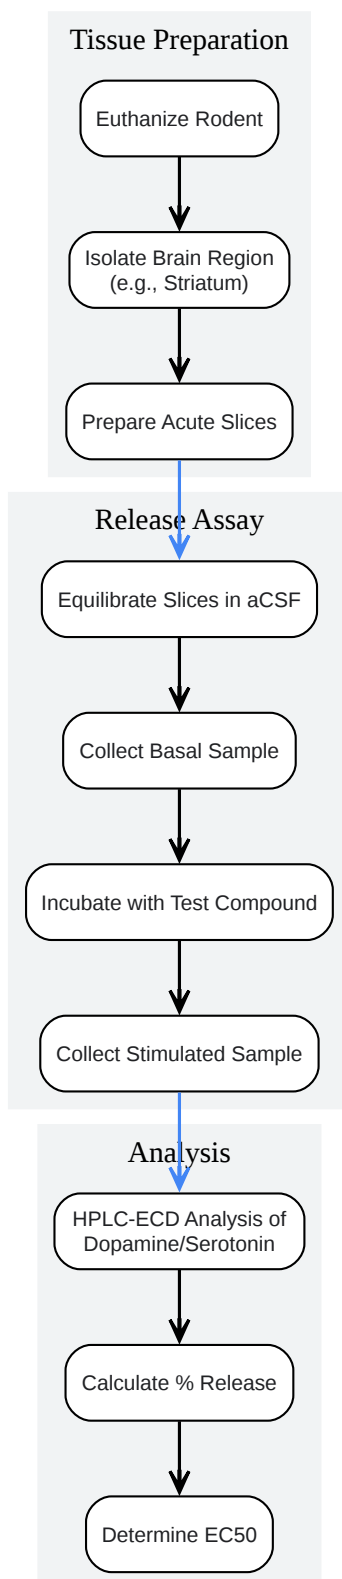 Tissue Preparation
Euthanize Rodent
Isolate Brain Region
(e.g., Striatum)
Prepare Acute Slices
Release Assay
Equilibrate Slices in aCSF
Collect Basal Sample
Incubate with Test Compound
Collect Stimulated Sample
Analysis
HPLC-ECD Analysis of
Dopamine/Serotonin
Calculate % Release
Determine EC50